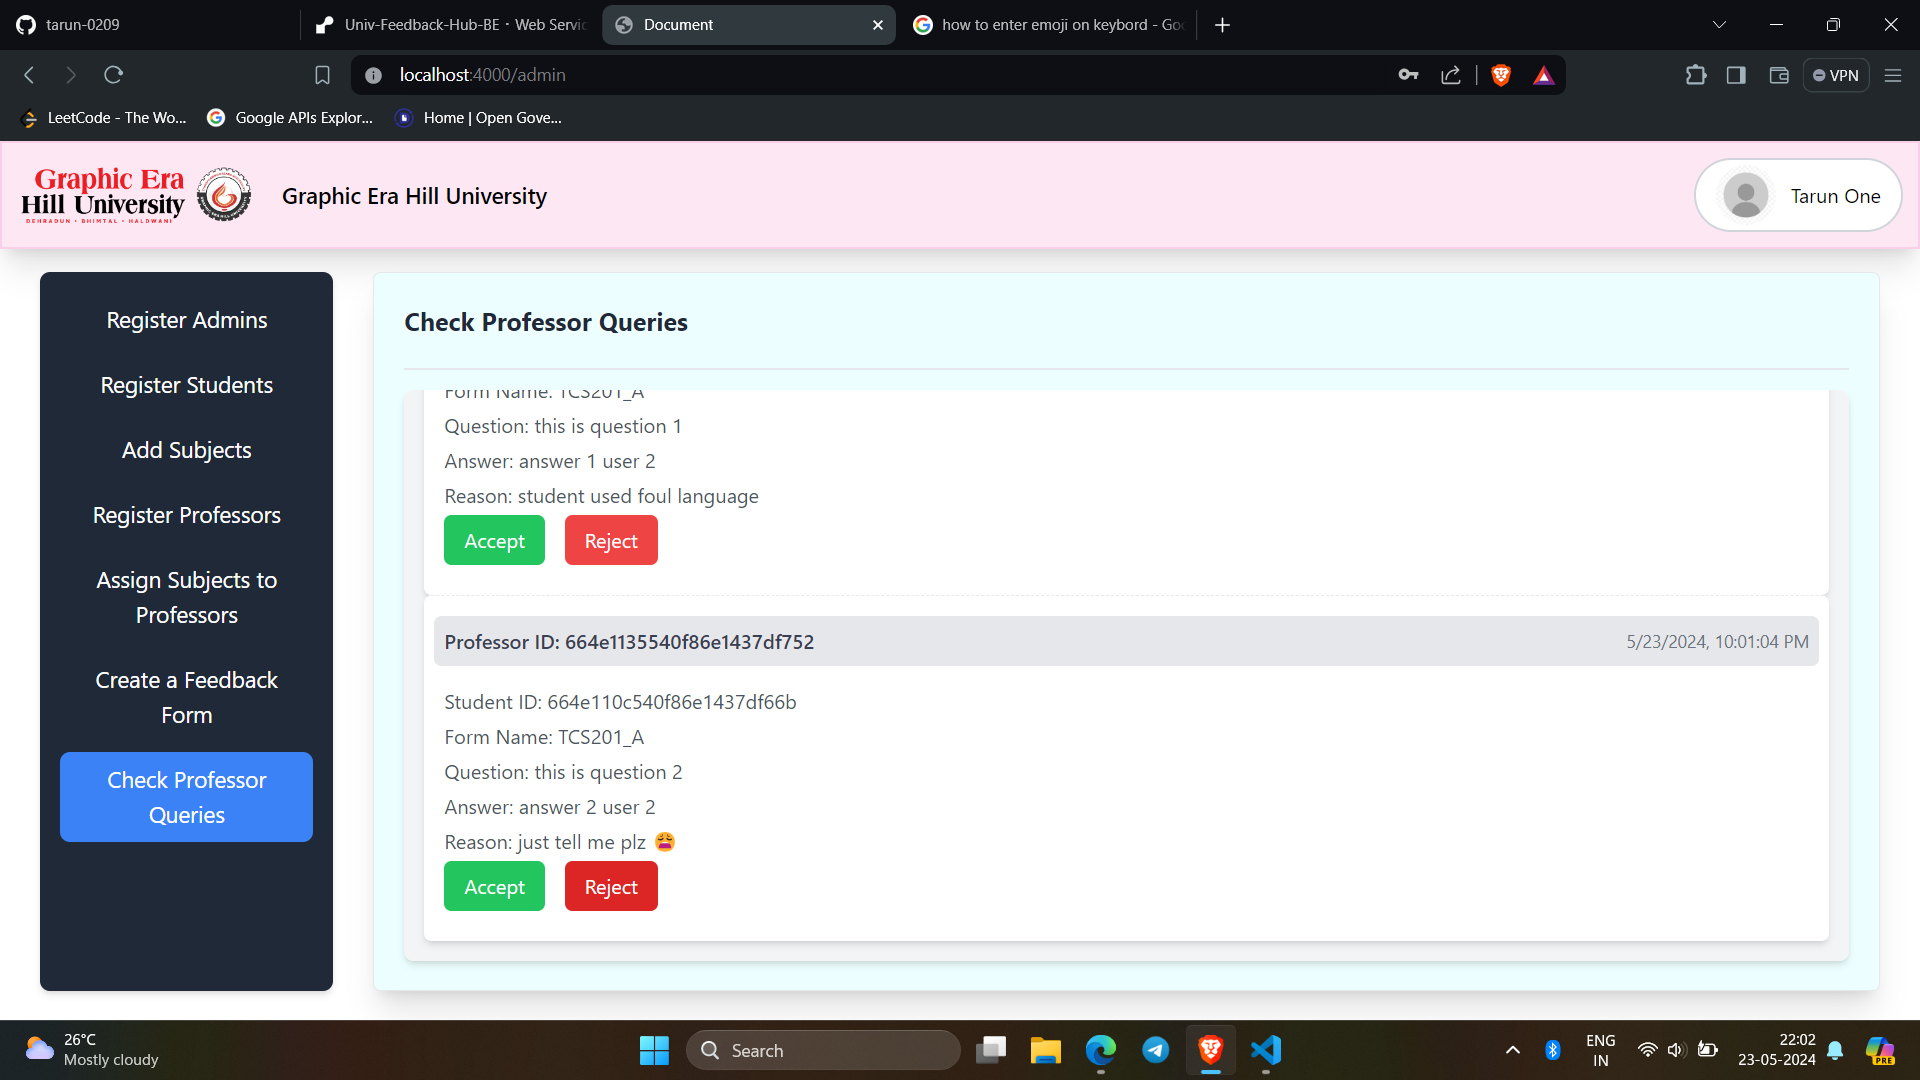 tarun-0209
Univ-Feedback-Hub-BE · Web Servic
Document
how to enter emoji on keybord - Goo
localhost:4000/admin
VPN
LeetCode - The Wo...
Google APIs Explor...
Home | Open Gove...
Graphic Era
Hill University
DEHRADUN • BHIMTAL • HALDWANI
Graphic Era Hill University
Tarun One
Register Admins
Register Students
Add Subjects
Register Professors
Assign Subjects to
Professors
Create a Feedback
Form
Check Professor
Queries
Check Professor Queries
Form Name: TCS201_A
Question: this is question 1
Answer: answer 1 user 2
Reason: student used foul language
Accept
Reject
Professor ID: 664e1135540f86e1437df752
5/23/2024, 10:01:04 PM
Student ID: 664e110c540f86e1437df66b
Form Name: TCS201_A
Question: this is question 2
Answer: answer 2 user 2
Reason: just tell me plz 😩
Accept
Reject
26°C
Mostly cloudy
Search
ENG
IN
22:02
23-05-2024
PRE